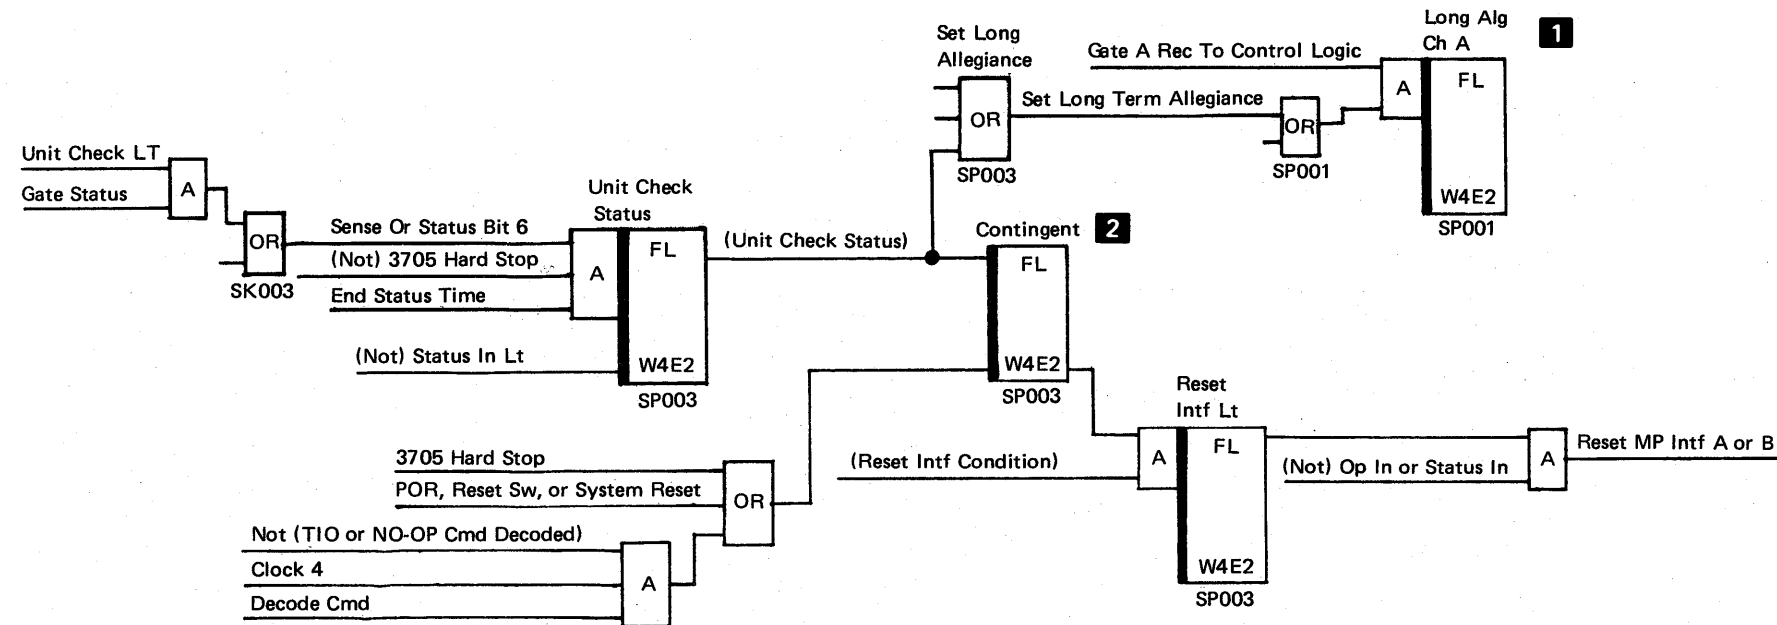 Long Alg
Ch A
1
Set Long
Allegiance
Gate A Rec To Control Logic
FL
A
Set Long Term Allegiance
OR
OR
SP003
SP001
W4E2
SP001
Unit Check LT
A
Gate Status
Unit Check
Status
Sense Or Status Bit 6
OR
(Not) 3705 Hard Stop
SK003
End Status Time
A
FL
(Unit Check Status)
Contingent
2
FL
(Not) Status In Lt
W4E2
SP003
W4E2
SP003
Reset
Intf Lt
3705 Hard Stop
POR, Reset Sw, or System Reset
OR
(Reset Intf Condition)
A
FL
(Not) Op In or Status In
A
Reset MP Intf A or B
Not (TIO or NO-OP Cmd Decoded)
Clock 4
A
Decode Cmd
W4E2
SP003